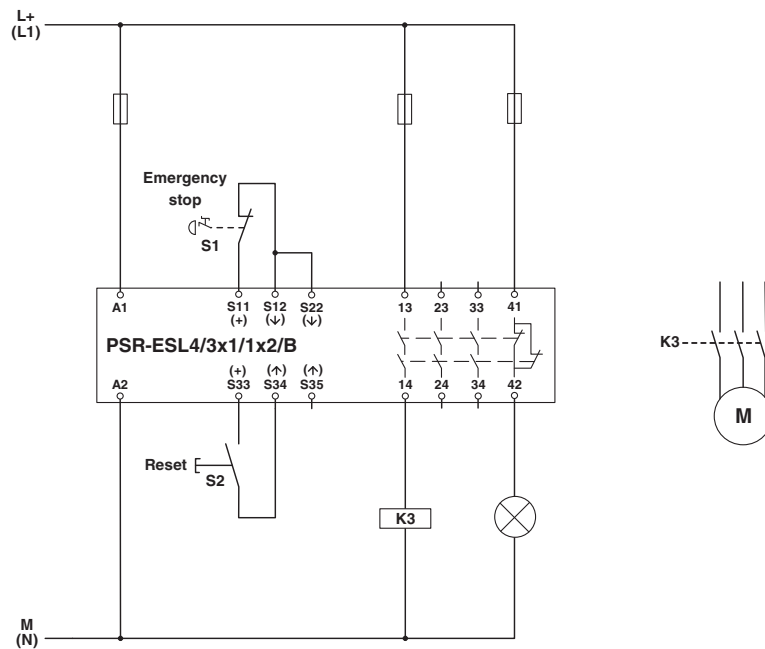 L+
(L1)
Emergency
stop
S1
A1
S11
(+)
S12
(↓)
S22
(↓)
13
23
33
41
PSR-ESL4/3x1/1x2/B
A2
(+)
S33
(↑)
S34
(↑)
S35
14
24
34
42
K3
M
Reset
S2
K3
M
(N)